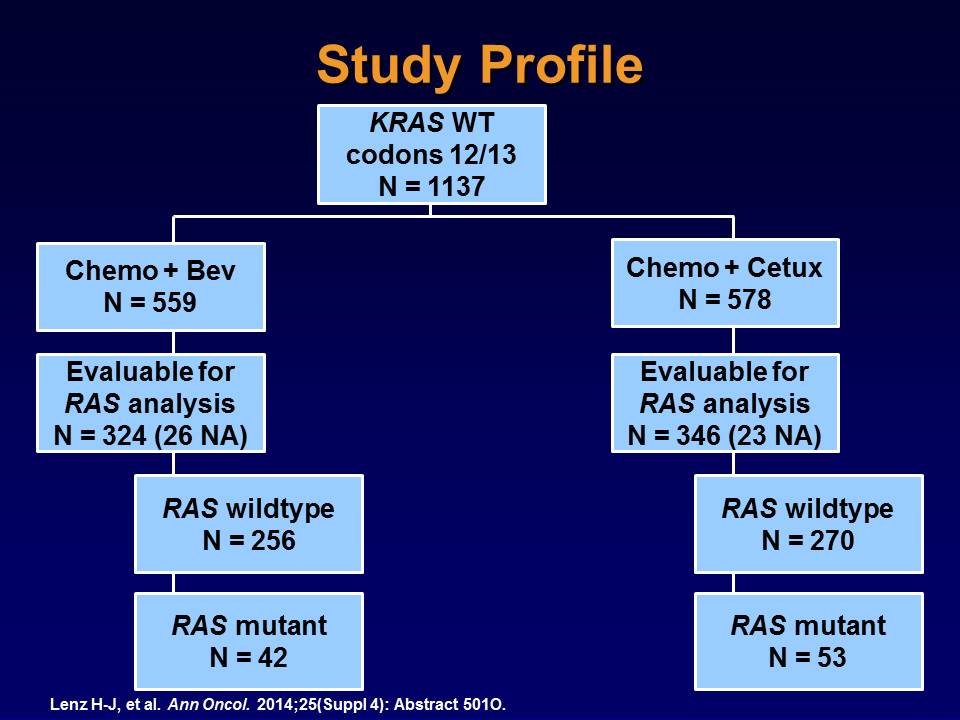 Study Profile
KRAS WT
codons 12/13
N = 1137
Chemo + Bev
N = 559
Chemo + Cetux
N = 578
Evaluable for
RAS analysis
N = 324 (26 NA)
Evaluable for
RAS analysis
N = 346 (23 NA)
RAS wildtype
N = 256
RAS wildtype
N = 270
RAS mutant
N = 42
RAS mutant
N = 53
Lenz H-J, et al. Ann Oncol. 2014;25(Suppl 4): Abstract 501O.